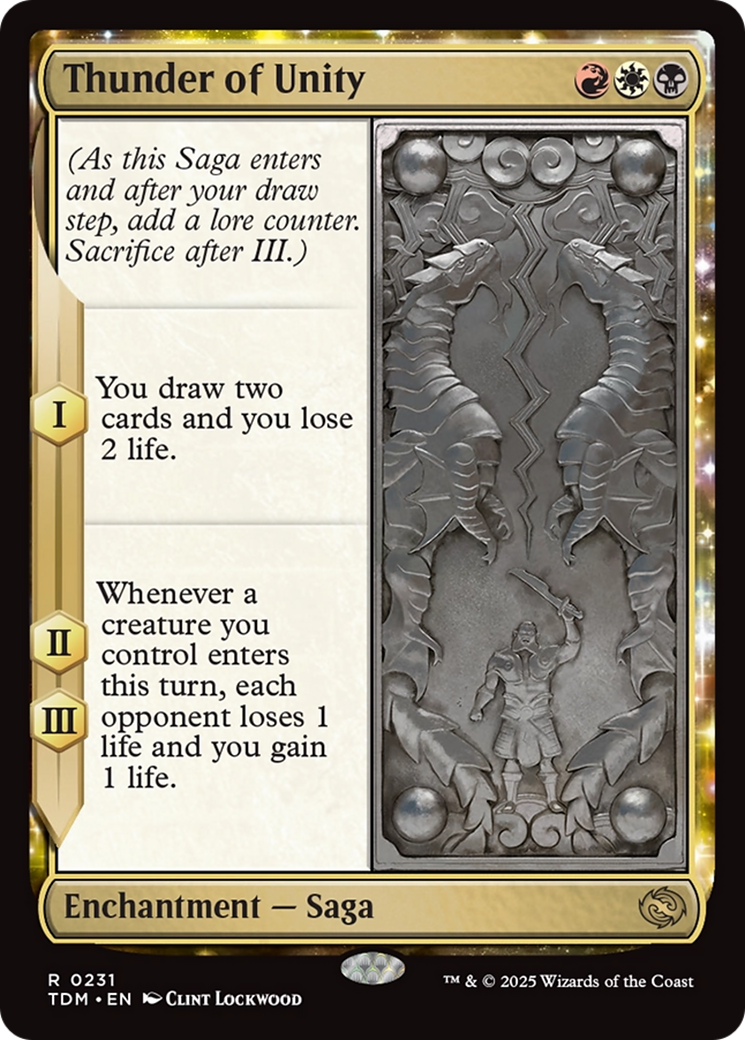 Thunder of Unity
(As this Saga enters
and after your draw
step, add a lore counter.
Sacrifice after III.)
I
You draw two
cards and you lose
2 life.
II
III
Whenever a
creature you
control enters
this turn, each
opponent loses 1
life and you gain
1 life.
Enchantment — Saga
R 0231
TDM • EN Clint Lockwood
™ & © 2025 Wizards of the Coast